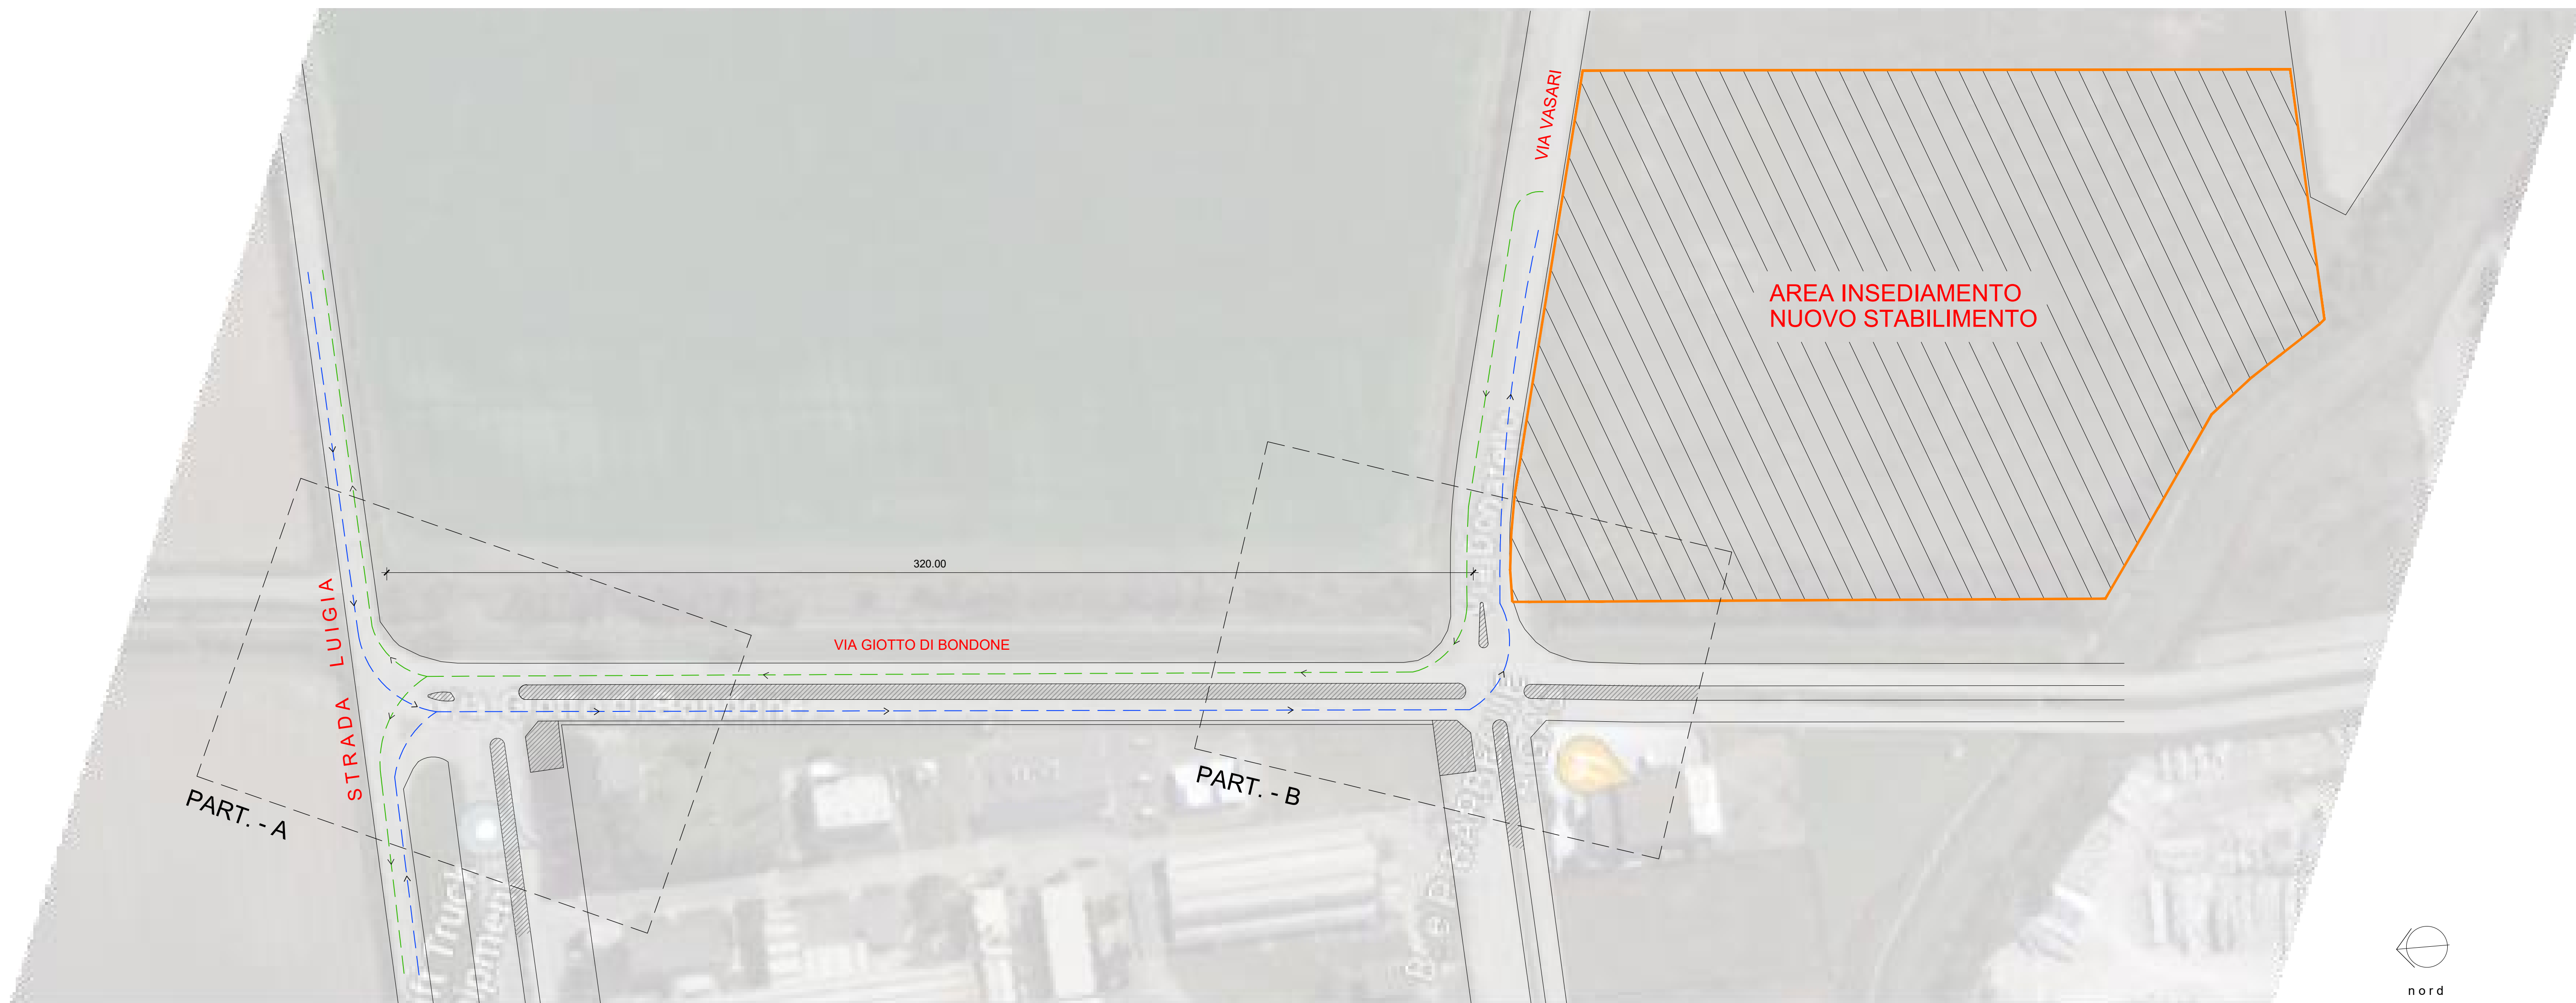 VIA VASARI
AREA INSEDIAMENTO
NUOVO STABILIMENTO
320.00
STRADA LUIGIA
VIA GIOTTO DI BONDONE
PART. - A
PART. - B
nord